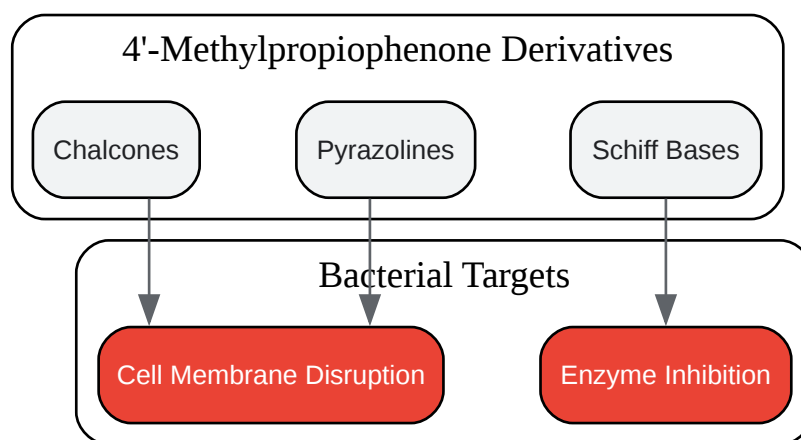 4'-Methylpropiophenone Derivatives
Chalcones
Pyrazolines
Schiff Bases
Bacterial Targets
Cell Membrane Disruption
Enzyme Inhibition